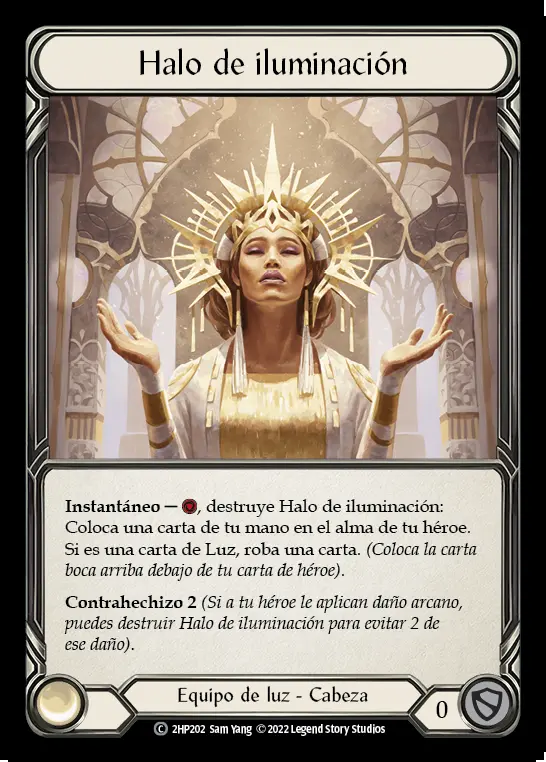 Halo de iluminación
Instantáneo — , destruye Halo de iluminación:
Coloca una carta de tu mano en el alma de tu héroe.
Si es una carta de Luz, roba una carta. (Coloca la carta
boca arriba debajo de tu carta de héroe).
Contrahechizo 2 (Si a tu héroe le aplican daño arcano,
puedes destruir Halo de iluminación para evitar 2 de
ese daño).
Equipo de luz - Cabeza
0
C 2HP202 Sam Yang © 2022 Legend Story Studios